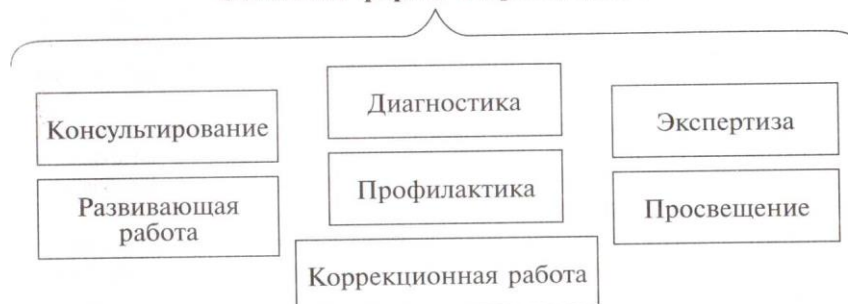 Консультирование
Диагностика
Экспертиза
Развивающая
работа
Профилактика
Просвещение
Коррекционная работа